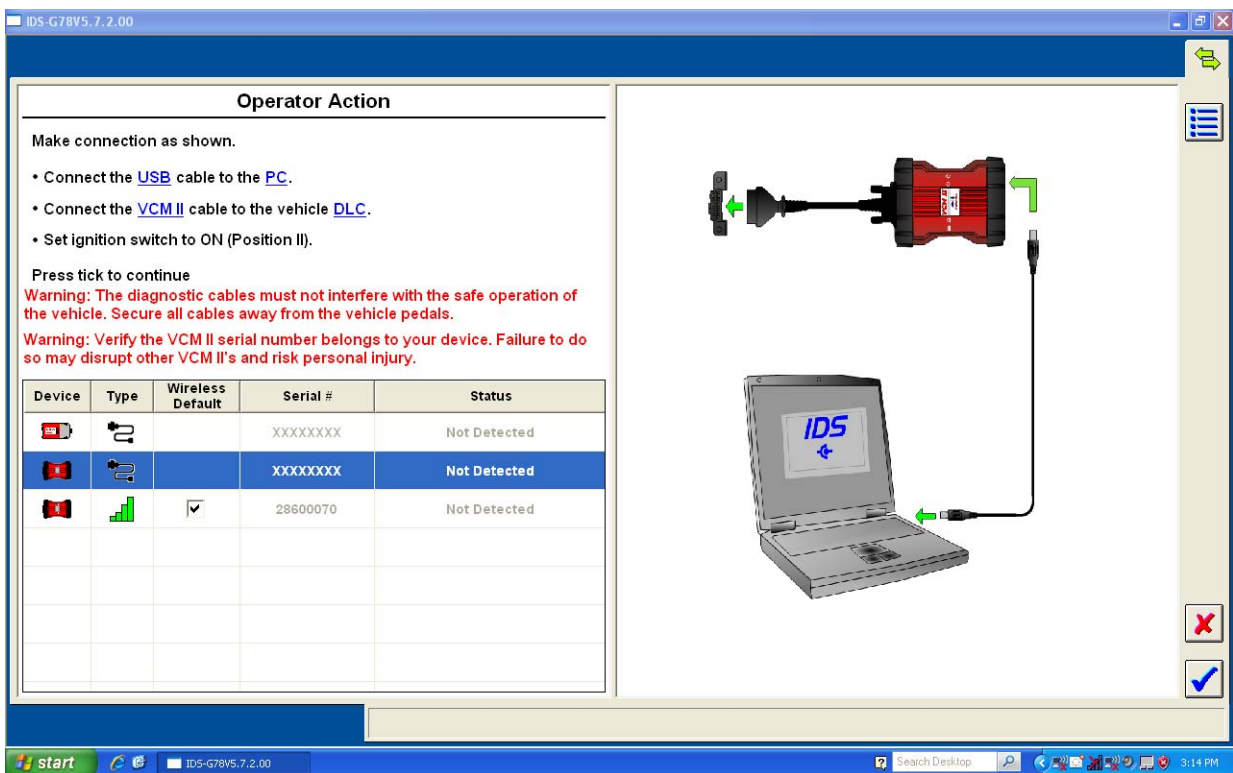 IDS-G78V5.7.2.00
Operator Action
Make connection as shown.
• Connect the USB cable to the PC.
• Connect the VCM II cable to the vehicle DLC.
• Set ignition switch to ON (Position II).
Press tick to continue
Warning: The diagnostic cables must not interfere with the safe operation of
the vehicle. Secure all cables away from the vehicle pedals.
Warning: Verify the VCM II serial number belongs to your device. Failure to do
so may disrupt other VCM II's and risk personal injury.
Device Type Wireless Default Serial # Status
XXXXXXXX Not Detected
XXXXXXXX Not Detected
28600070 Not Detected
IDS
start IDS-G78V5.7.2.00 Search Desktop 3:14 PM